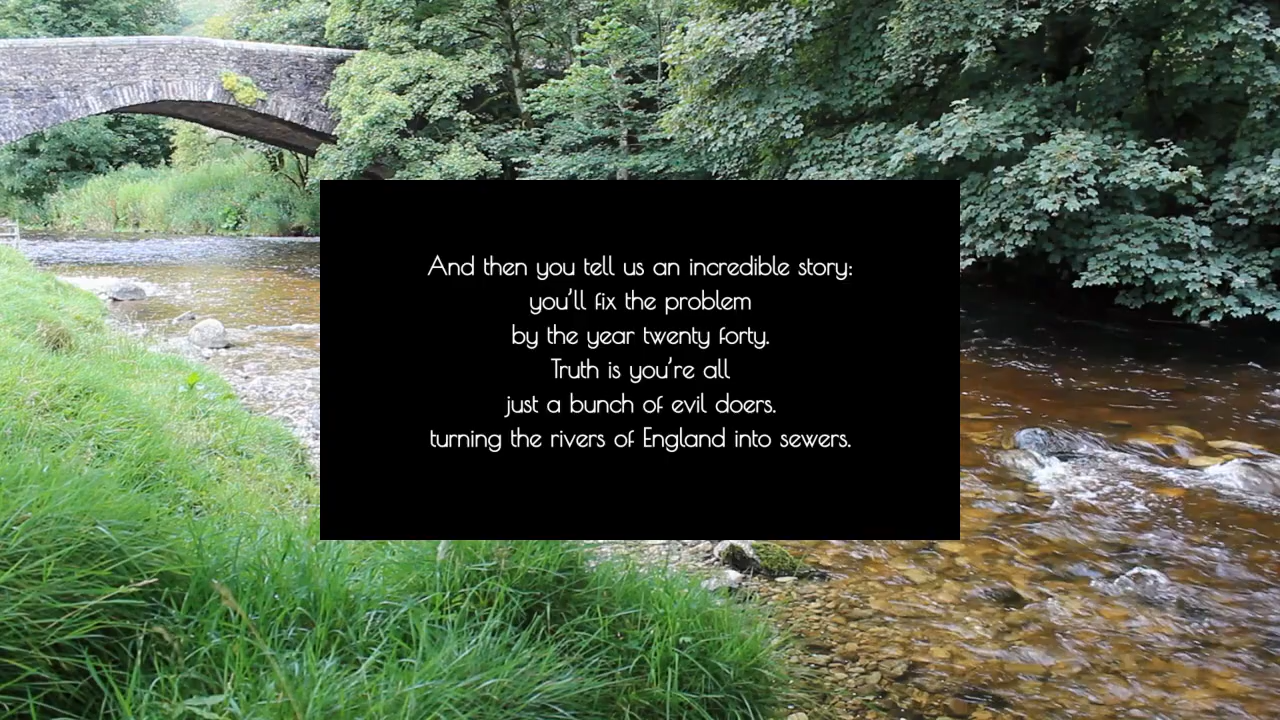 And then you tell us an incredible story:
you'll fix the problem
by the year twenty forty.
Truth is you're all
just a bunch of evil doers.
turning the rivers of England into sewers.